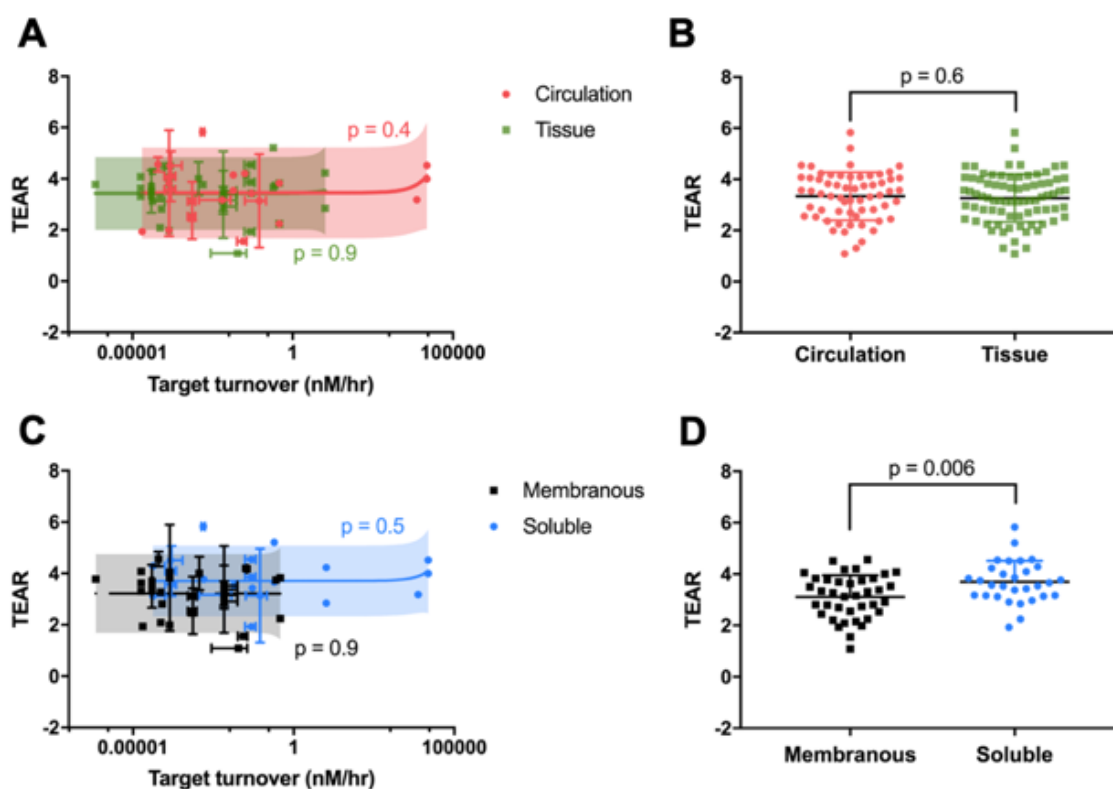 A
8
6
4
2
0
-2
TEAR
p = 0.4
p = 0.9
0.00001
1
100000
Target turnover (nM/hr)
Circulation
Tissue
B
8
6
4
2
0
-2
TEAR
p = 0.6
Circulation
Tissue
C
8
6
4
2
0
-2
TEAR
p = 0.5
p = 0.9
0.00001
1
100000
Target turnover (nM/hr)
Membranous
Soluble
D
8
6
4
2
0
-2
TEAR
p = 0.006
Membranous
Soluble